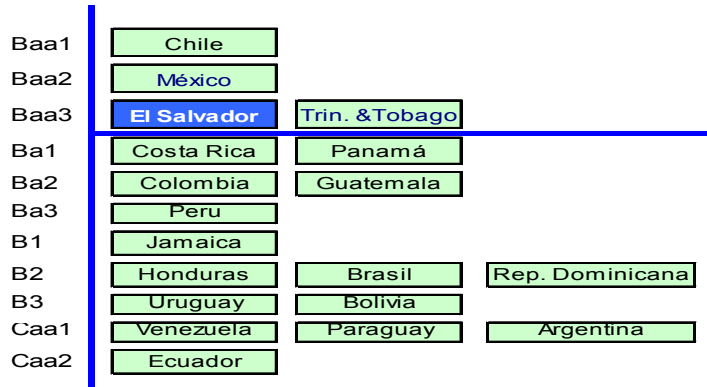 Baa1 Chile
Baa2 México
Baa3 El Salvador Trin. &Tobago
Ba1 Costa Rica Panamá
Ba2 Colombia Guatemala
Ba3 Peru
B1 Jamaica
B2 Honduras Brasil Rep. Dominicana
B3 Uruguay Bolivia
Caa1 Venezuela Paraguay Argentina
Caa2 Ecuador